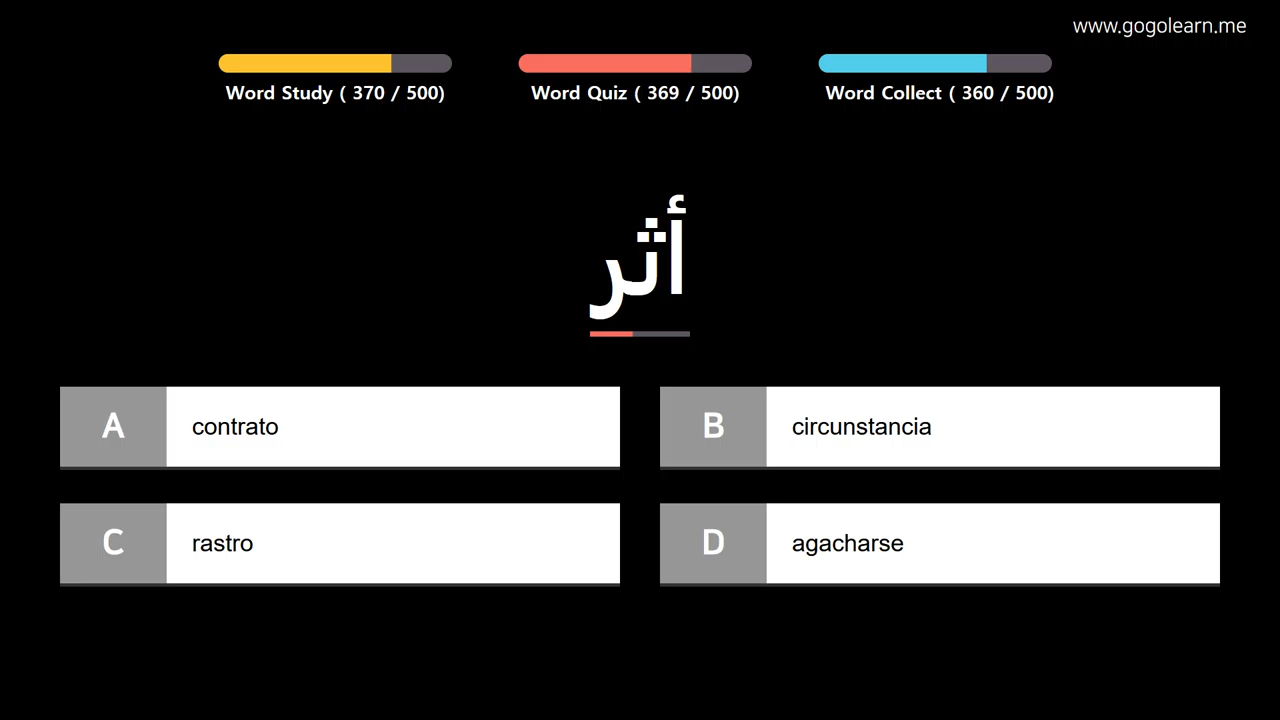 www.gogolearn.me
Word Study ( 370 / 500)
Word Quiz ( 369 / 500)
Word Collect ( 360 / 500)
أثر
A contrato
B circunstancia
C rastro
D agacharse